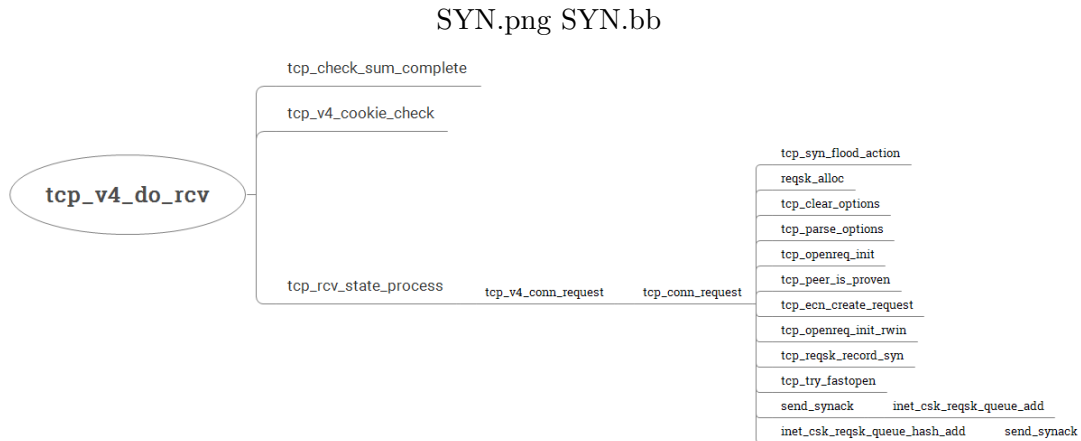 SYN.png SYN.bb
tcp_check_sum_complete
tcp_v4_cookie_check
tcp_v4_do_rcv
tcp_rcv_state_process
tcp_v4_conn_request
tcp_conn_request
tcp_syn_flood_action
reqsk_alloc
tcp_clear_options
tcp_parse_options
tcp_openreq_init
tcp_peer_is_proven
tcp_ecn_create_request
tcp_openreq_init_rwin
tcp_reqsk_record_syn
tcp_try_fastopen
send_synack inet_csk_reqsk_queue_add
inet_csk_reqsk_queue_hash_add send_synack